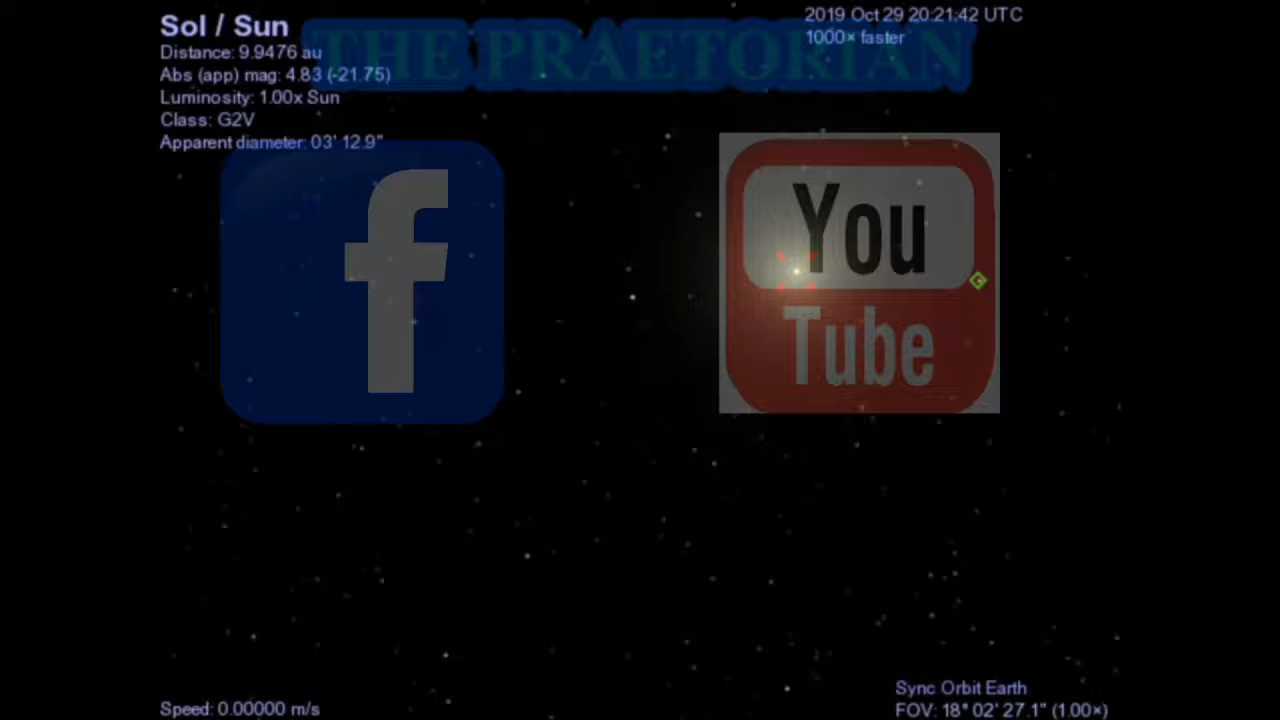 Sol / Sun
Distance: 9.9476 au
Abs (app) mag: 4.83 (-21.75)
Luminosity: 1.00x Sun
Class: G2V
Apparent diameter: 03' 12.9"
THE PRAETORIAN
2019 Oct 29 20:21:42 UTC
1000× faster
f
You
Tube
Speed: 0.00000 m/s
Sync Orbit Earth
FOV: 18° 02' 27.1" (1.00×)